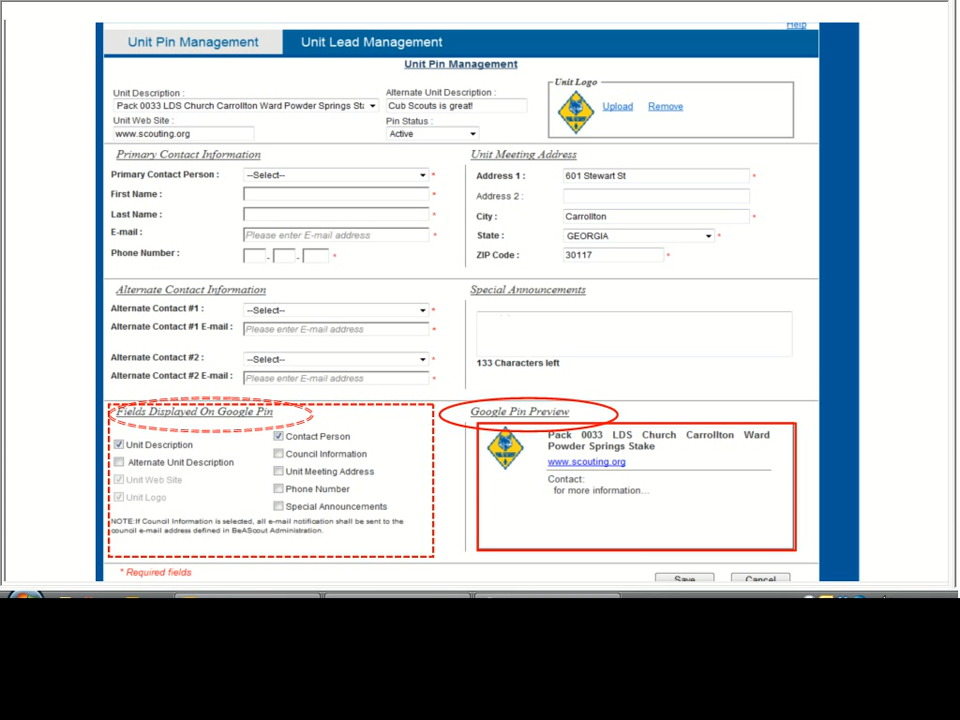 Help
Unit Pin Management
Unit Lead Management
Unit Pin Management
Unit Description :
Pack 0033 LDS Church Carrollton Ward Powder Springs Sta
Alternate Unit Description :
Cub Scouts is great!
Unit Web Site :
www.scouting.org
Pin Status :
Active
Unit Logo
Upload
Remove
Primary Contact Information
Primary Contact Person :
--Select-- *
First Name : *
Last Name : *
E-mail :
Please enter E-mail address *
Phone Number : - - *
Unit Meeting Address
Address 1 :
601 Stewart St *
Address 2 :
City :
Carrollton *
State :
GEORGIA *
ZIP Code :
30117 *
Alternate Contact Information
Alternate Contact #1 :
--Select-- *
Alternate Contact #1 E-mail :
Please enter E-mail address *
Alternate Contact #2 :
--Select-- *
Alternate Contact #2 E-mail :
Please enter E-mail address *
Special Announcements
133 Characters left
Fields Displayed On Google Pin
Unit Description
Alternate Unit Description
Unit Web Site
Unit Logo
Contact Person
Council Information
Unit Meeting Address
Phone Number
Special Announcements
NOTE:If Council Information is selected, all e-mail notification shall be sent to the
council e-mail address defined in BeAScout Administration.
Google Pin Preview
Pack 0033 LDS Church Carrollton Ward
Powder Springs Stake
www.scouting.org
Contact:
for more information...
* Required fields
Save
Cancel